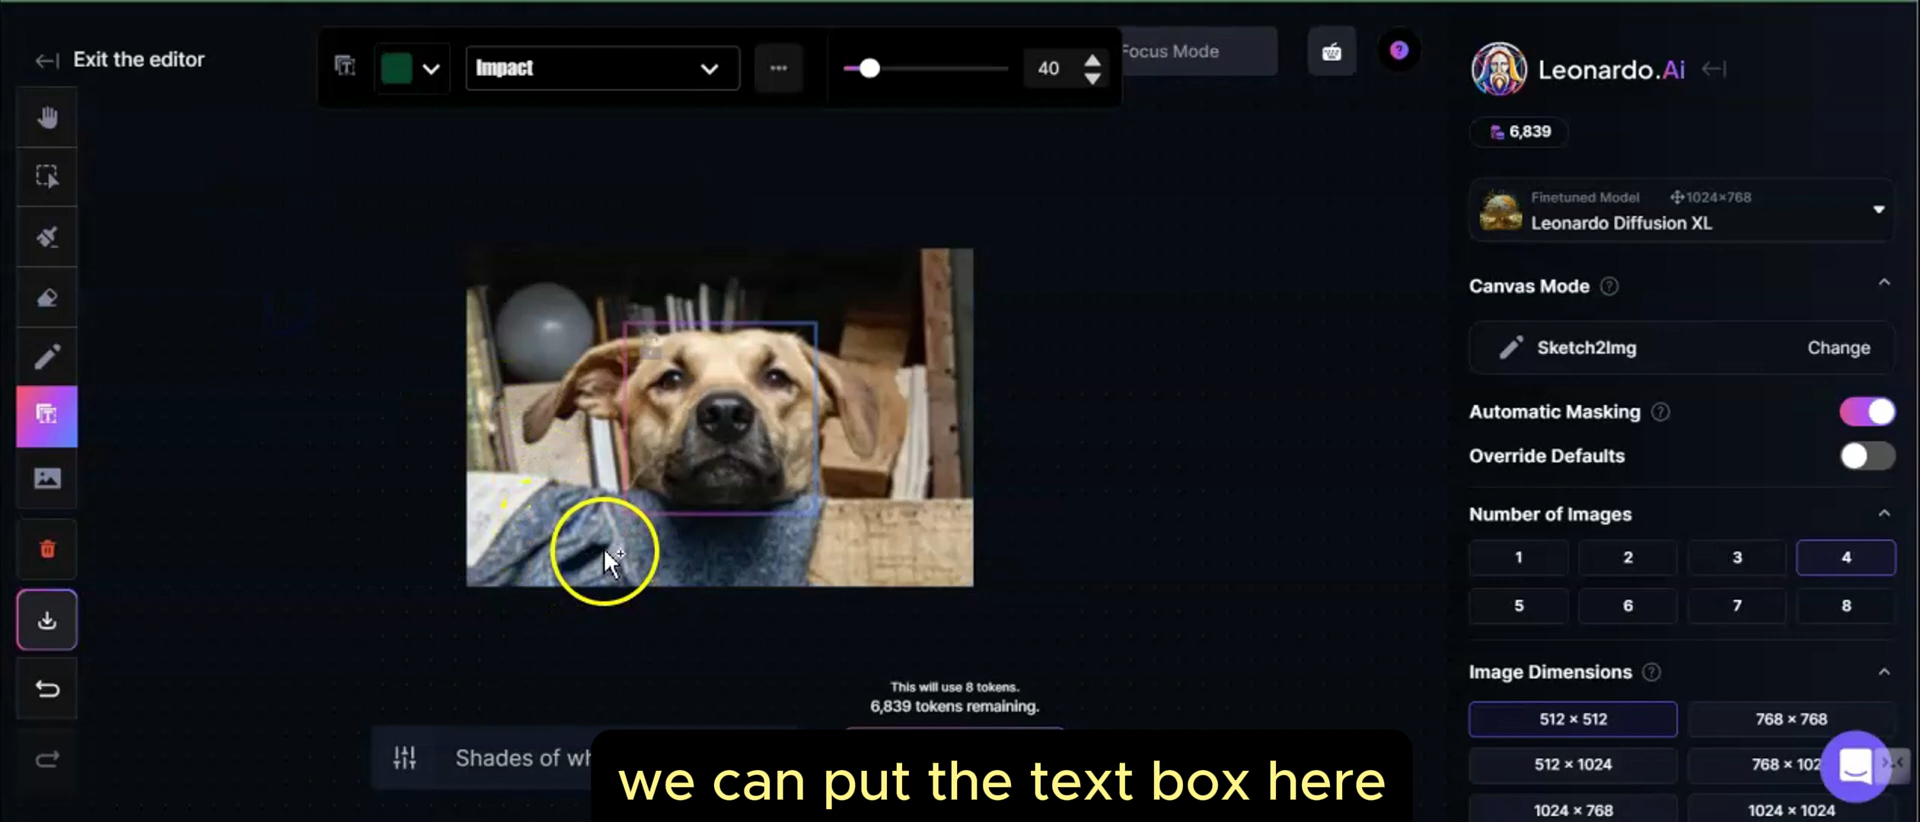 Exit the editor
Impact
40
Focus Mode
Leonardo.Ai
6,839
Finetuned Model 1024×768
Leonardo Diffusion XL
Canvas Mode
Sketch2Img Change
Automatic Masking
Override Defaults
Number of Images
1 2 3 4
5 6 7 8
Image Dimensions
512 × 512 768 × 768
512 × 1024 768 × 102
1024 × 768 1024 × 1024
This will use 8 tokens.
6,839 tokens remaining.
Shades of wh
we can put the text box here